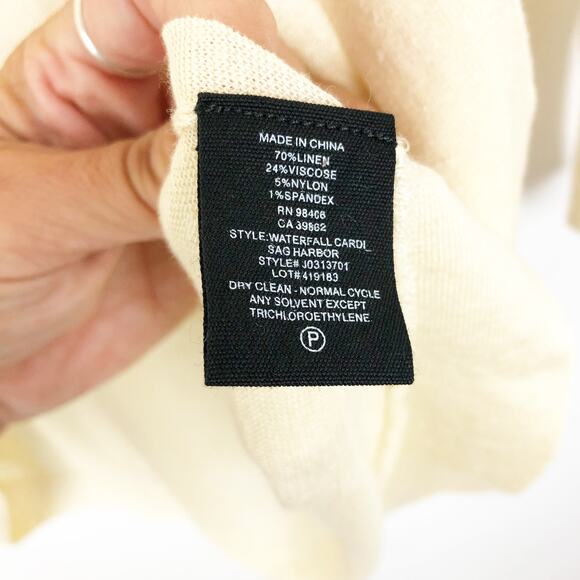 MADE IN CHINA
70%LINEN
24%VISCOSE
5%NYLON
1%SPANDEX
RN 98406
CA 39862
STYLE:WATERFALL CARDI_
SAG HARBOR
STYLE# J0313701
LOT# 419183
DRY CLEAN - NORMAL CYCLE
ANY SOLVENT EXCEPT
TRICHLOROETHYLENE
P